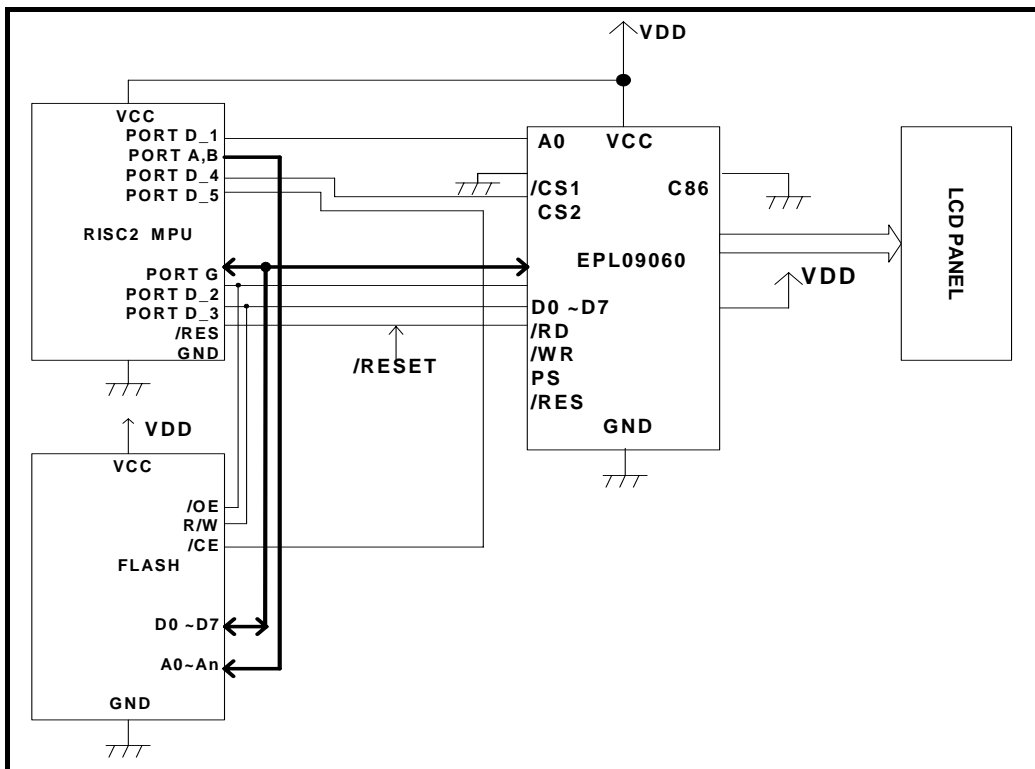 VDD
VCC
PORT D_1
PORT A,B
PORT D_4
PORT D_5
RISC2 MPU
PORT G
PORT D_2
PORT D_3
/RES
GND
/RESET
A0
VCC
/CS1
CS2
C86
EPL09060
D0 ~D7
/RD
/WR
PS
/RES
GND
VDD
LCD PANEL
VDD
VCC
/OE
R/W
/CE
FLASH
D0 ~D7
A0~An
GND